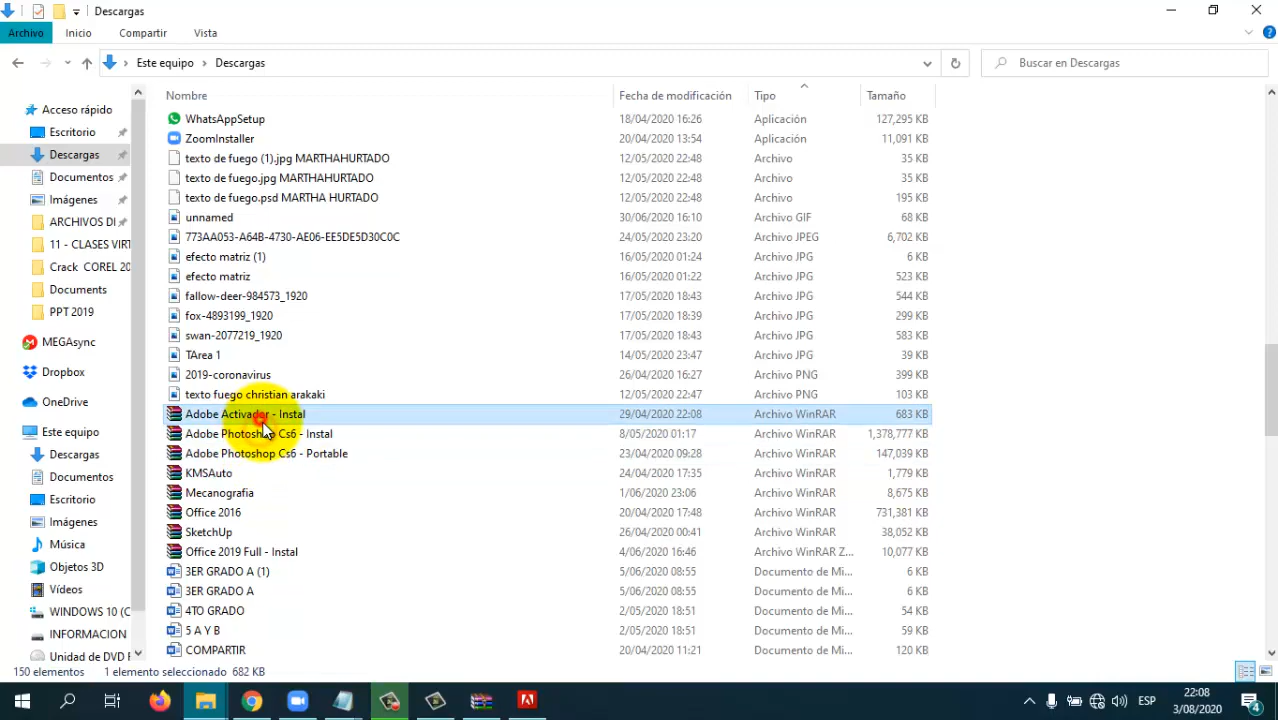 Descargas
Archivo Inicio Compartir Vista
Este equipo Descargas Buscar en Descargas
Nombre Fecha de modificación Tipo Tamaño
WhatsAppSetup 18/04/2020 16:26 Aplicación 127,295 KB
ZoomInstaller 20/04/2020 13:54 Aplicación 11,091 KB
texto de fuego (1).jpg MARTHAHURTADO 12/05/2020 22:48 Archivo 35 KB
texto de fuego.jpg MARTHAHURTADO 12/05/2020 22:48 Archivo 35 KB
texto de fuego.psd MARTHA HURTADO 12/05/2020 22:48 Archivo 195 KB
unnamed 30/06/2020 16:10 Archivo GIF 68 KB
773AA053-A64B-4730-AE06-EE5DE5D30C0C 24/05/2020 23:20 Archivo JPEG 6,702 KB
efecto matriz (1) 16/05/2020 01:24 Archivo JPG 6 KB
efecto matriz 16/05/2020 01:22 Archivo JPG 523 KB
fallow-deer-984573_1920 17/05/2020 18:43 Archivo JPG 544 KB
fox-4893199_1920 17/05/2020 18:39 Archivo JPG 299 KB
swan-2077219_1920 17/05/2020 18:43 Archivo JPG 583 KB
TArea 1 14/05/2020 23:47 Archivo JPG 39 KB
2019-coronavirus 26/04/2020 16:27 Archivo PNG 399 KB
texto fuego christian arakaki 12/05/2020 22:47 Archivo PNG 103 KB
Adobe Activador - Instal 29/04/2020 22:08 Archivo WinRAR 683 KB
Adobe Photoshop Cs6 - Instal 8/05/2020 01:17 Archivo WinRAR 1,378,777 KB
Adobe Photoshop Cs6 - Portable 23/04/2020 09:28 Archivo WinRAR 147,039 KB
KMSAuto 24/04/2020 17:35 Archivo WinRAR 1,779 KB
Mecanografia 1/06/2020 23:06 Archivo WinRAR 8,675 KB
Office 2016 20/04/2020 17:48 Archivo WinRAR 731,381 KB
SketchUp 26/04/2020 00:41 Archivo WinRAR 38,052 KB
Office 2019 Full - Instal 4/06/2020 16:46 Archivo WinRAR Z... 10,077 KB
3ER GRADO A (1) 5/06/2020 08:55 Documento de Mi... 6 KB
3ER GRADO A 5/06/2020 08:55 Documento de Mi... 6 KB
4TO GRADO 2/05/2020 18:51 Documento de Mi... 54 KB
5 A Y B 2/05/2020 18:51 Documento de Mi... 59 KB
COMPARTIR 20/04/2020 11:21 Documento de Mi... 120 KB
Acceso rápido
Escritorio
Descargas
Documentos
Imágenes
ARCHIVOS DI
11 - CLASES VIRT
Crack COREL 20
Documents
PPT 2019
MEGAsync
Dropbox
OneDrive
Este equipo
Descargas
Documentos
Escritorio
Imágenes
Música
Objetos 3D
Vídeos
WINDOWS 10 (C
INFORMACION
Unidad de DVD F
150 elementos 1 elemento seleccionado 682 KB
ESP 22:08
3/08/2020
4